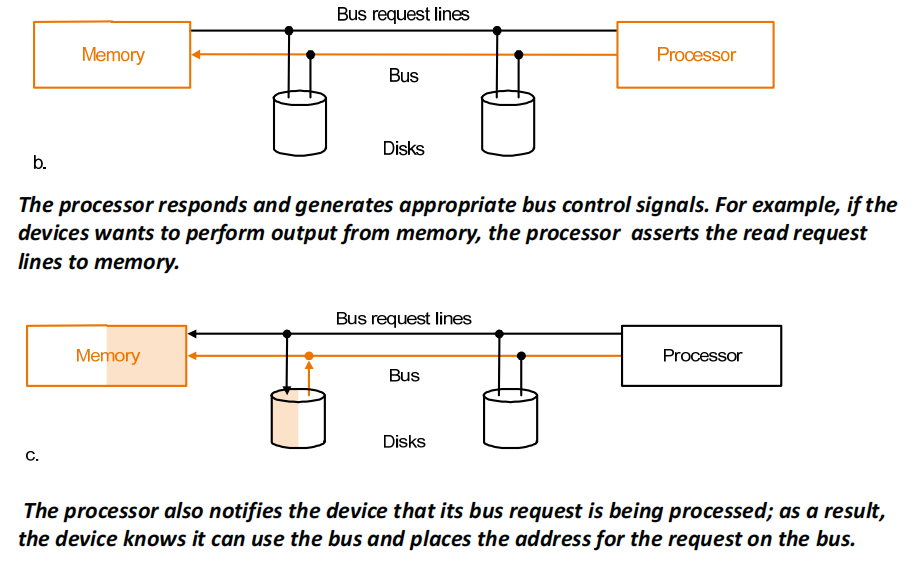 Bus request lines
Memory
Processor
Bus
Disks
b.
The processor responds and generates appropriate bus control signals. For example, if the
devices wants to perform output from memory, the processor asserts the read request
lines to memory.
Bus request lines
Memory
Processor
Bus
Disks
c.
The processor also notifies the device that its bus request is being processed; as a result,
the device knows it can use the bus and places the address for the request on the bus.